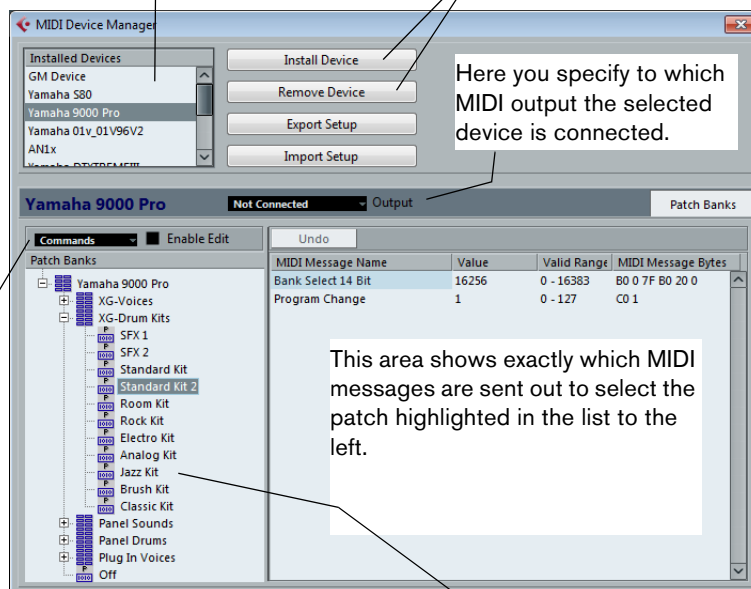 MIDI Device Manager
Installed Devices
GM Device
Yamaha S80
Yamaha 9000 Pro
Yamaha 01v_01V96V2
AN1x
Yamaha DTXTREMEIII
Install Device
Remove Device
Export Setup
Import Setup
Here you specify to which
MIDI output the selected
device is connected.
Yamaha 9000 Pro
Not Connected
Output
Patch Banks
Commands
Enable Edit
Undo
Patch Banks
Yamaha 9000 Pro
XG-Voices
XG-Drum Kits
SFX 1
SFX 2
Standard Kit
Standard Kit 2
Room Kit
Rock Kit
Electro Kit
Analog Kit
Jazz Kit
Brush Kit
Classic Kit
Panel Sounds
Panel Drums
Plug In Voices
Off
MIDI Message Name Value Valid Range MIDI Message Bytes
Bank Select 14 Bit 16256 0 - 16383 B0 0 7F B0 20 0
Program Change 1 0 - 127 C0 1
This area shows exactly which MIDI
messages are sent out to select the
patch highlighted in the list to the
left.